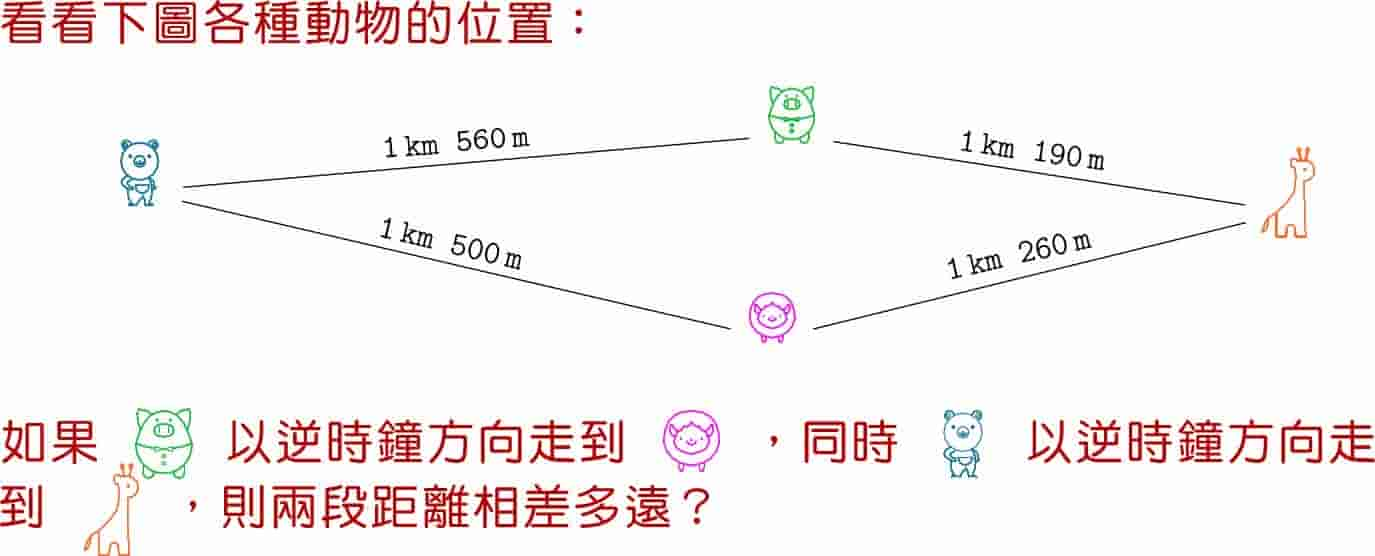 看看下圖各種動物的位置：
1 km 560 m
1 km 190 m
1 km 500 m
1 km 260 m
如果 以逆時鐘方向走到 ，同時 以逆時鐘方向走
到 ，則兩段距離相差多遠？